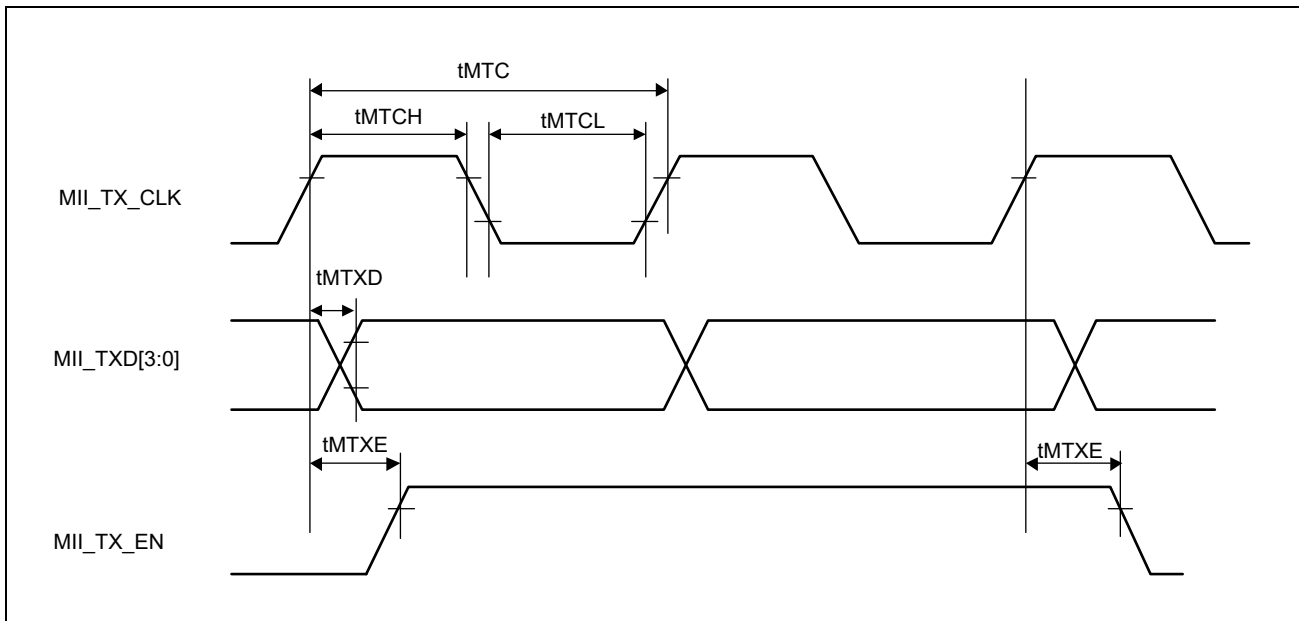 tMTC
tMTCH
tMTCL
MII_TX_CLK
tMTXD
MII_TXD[3:0]
tMTXE
tMTXE
MII_TX_EN